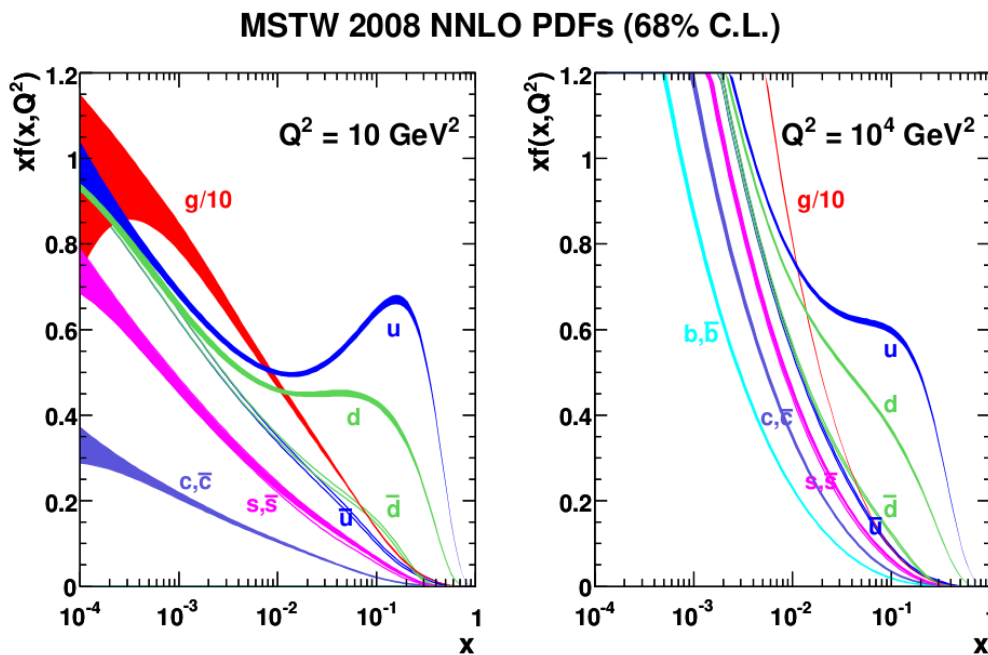 MSTW 2008 NNLO PDFs (68% C.L.)
xf(x,Q²)
1.2
1
0.8
0.6
0.4
0.2
0
Q² = 10 GeV²
g/10
u
d
c,c̅
s,s̅
u̅
d̅
10⁻⁴
10⁻³
10⁻²
10⁻¹
1
x
xf(x,Q²)
1.2
1
0.8
0.6
0.4
0.2
0
Q² = 10⁴ GeV²
g/10
b,b̅
u
d
c,c̅
s,s̅
d̅
u̅
10⁻⁴
10⁻³
10⁻²
10⁻¹
1
x